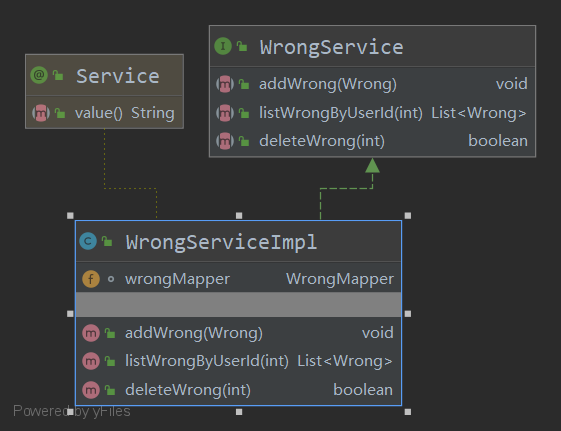 Service
value() String
WrongService
addWrong(Wrong) void
listWrongByUserId(int) List<Wrong>
deleteWrong(int) boolean
WrongServiceImpl
wrongMapper WrongMapper
addWrong(Wrong) void
listWrongByUserId(int) List<Wrong>
deleteWrong(int) boolean
Powered by yFiles